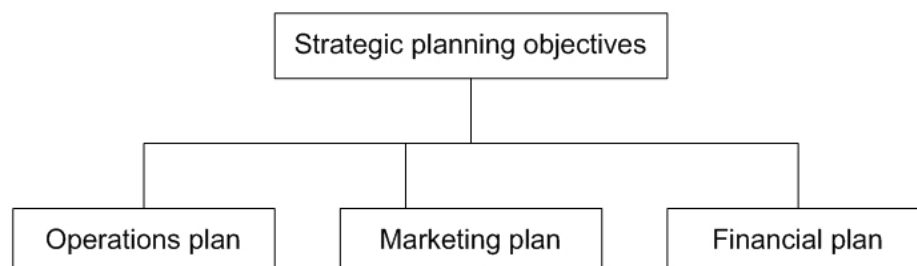 Strategic planning objectives
Operations plan
Marketing plan
Financial plan